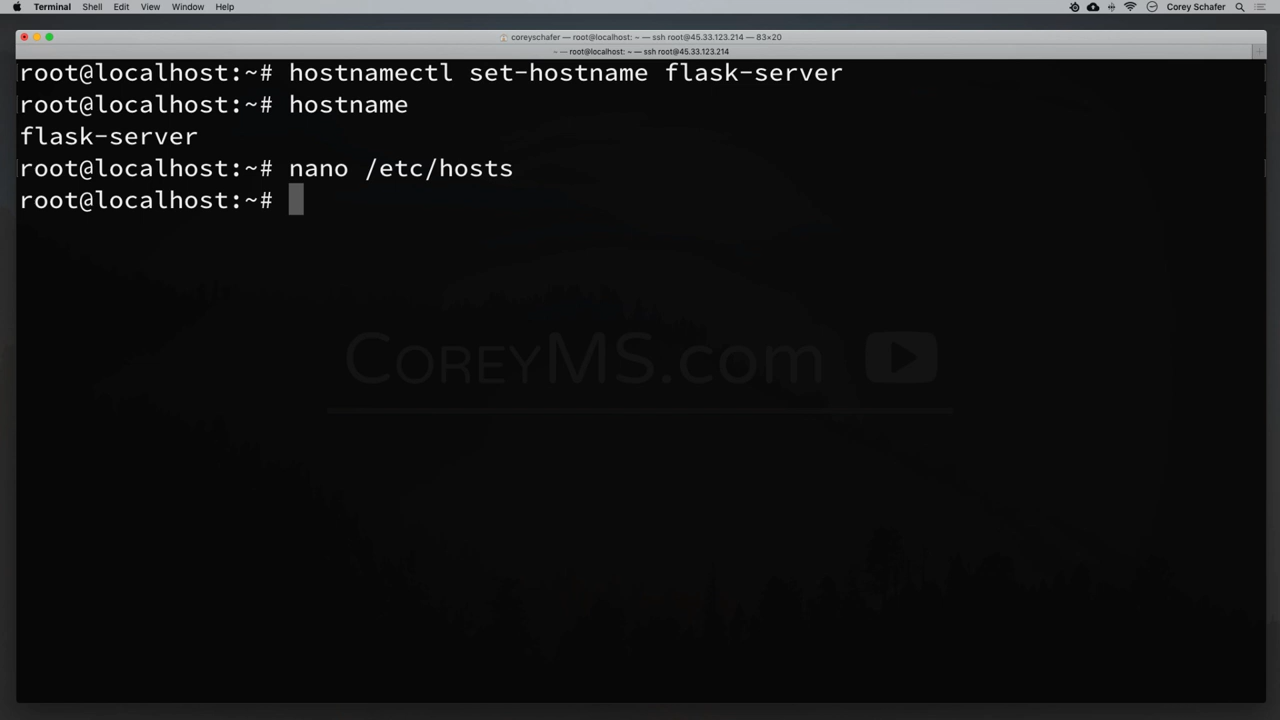 Terminal Shell Edit View Window Help Corey Schafer
coreyschafer — root@localhost: ~ — ssh root@45.33.123.214 — 83×20
~ — root@localhost: ~ — ssh root@45.33.123.214
root@localhost:~# hostnamectl set-hostname flask-server
root@localhost:~# hostname
flask-server
root@localhost:~# nano /etc/hosts
root@localhost:~#
CoreyMS.com